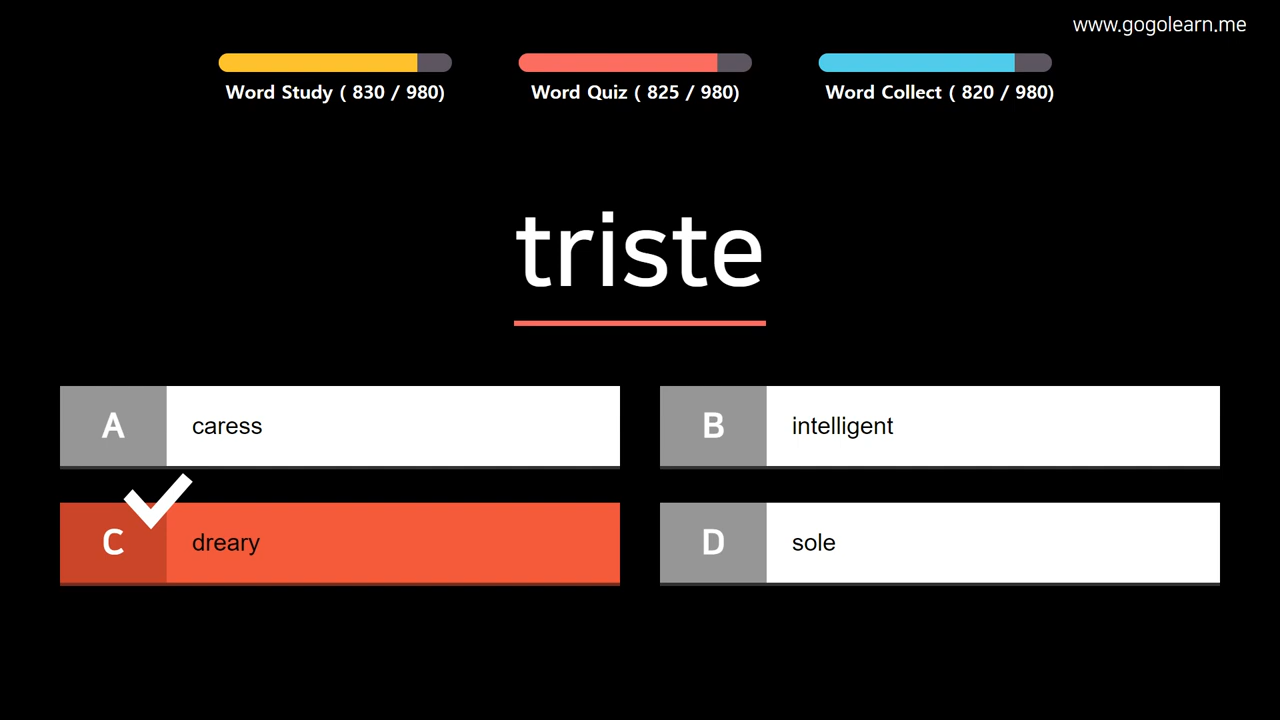 www.gogolearn.me
Word Study ( 830 / 980)
Word Quiz ( 825 / 980)
Word Collect ( 820 / 980)
triste
A caress
B intelligent
C dreary
D sole